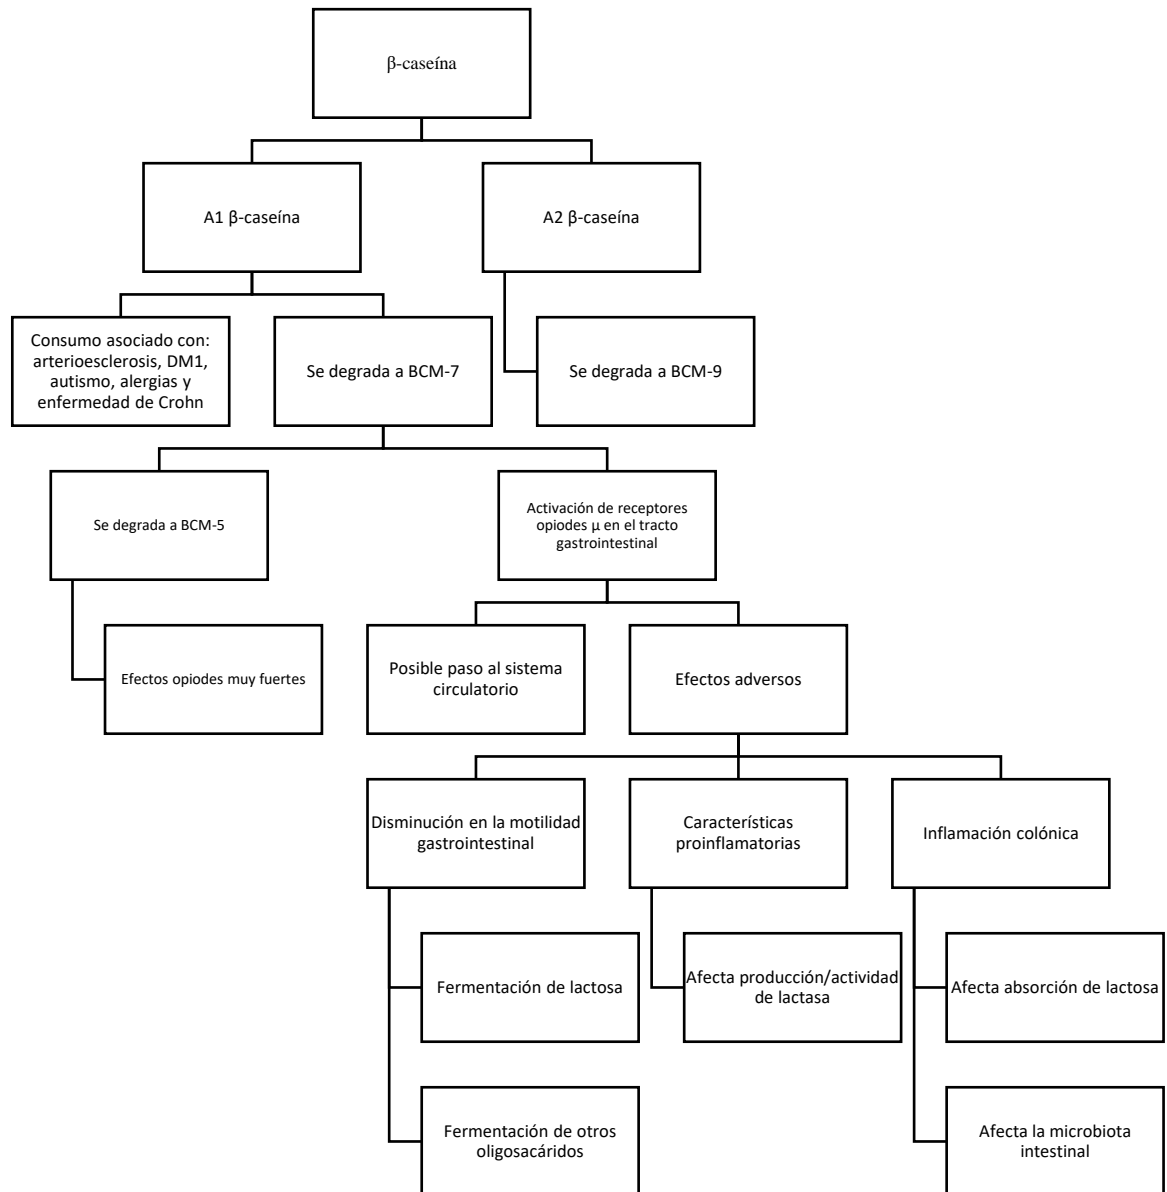 β-caseína
A1 β-caseína
A2 β-caseína
Consumo asociado con:
arterioesclerosis, DM1,
autismo, alergias y
enfermedad de Crohn
Se degrada a BCM-7
Se degrada a BCM-9
Se degrada a BCM-5
Activación de receptores
opiodes μ en el tracto
gastrointestinal
Efectos opiodes muy fuertes
Posible paso al sistema
circulatorio
Efectos adversos
Disminución en la motilidad
gastrointestinal
Características
proinflamatorias
Inflamación colónica
Fermentación de lactosa
Afecta producción/actividad
de lactasa
Afecta absorción de lactosa
Fermentación de otros
oligosacáridos
Afecta la microbiota
intestinal